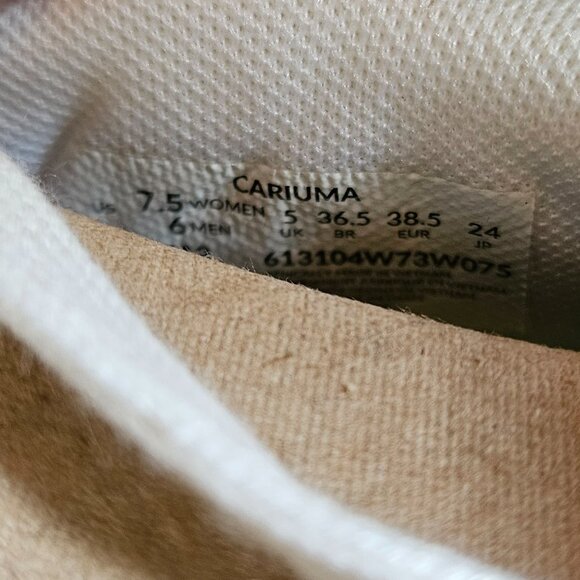 CARIUMA
US 7.5 WOMEN 5 36.5 38.5 24
6 MEN UK BR EUR JP
613104W73W075